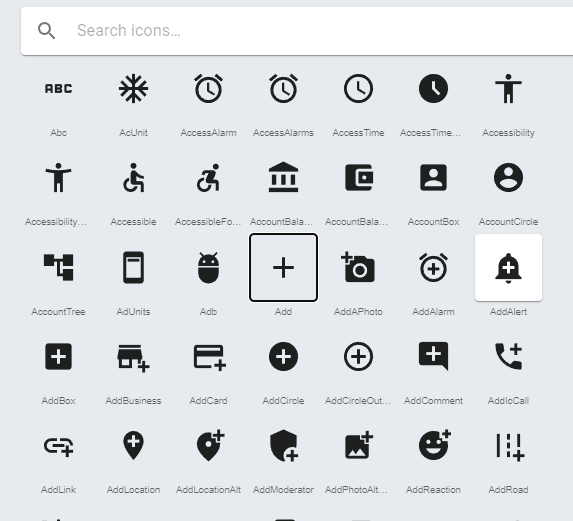 Search icons...
ABC
Abc AcUnit AccessAlarm AccessAlarms AccessTime AccessTime... Accessibility
Accessibility... Accessible AccessibleFo... AccountBala... AccountBala... AccountBox AccountCircle
AccountTree AdUnits Adb Add AddAPhoto AddAlarm AddAlert
AddBox AddBusiness AddCard AddCircle AddCircleOut... AddComment AddIcCall
AddLink AddLocation AddLocationAlt AddModerator AddPhotoAlt... AddReaction AddRoad